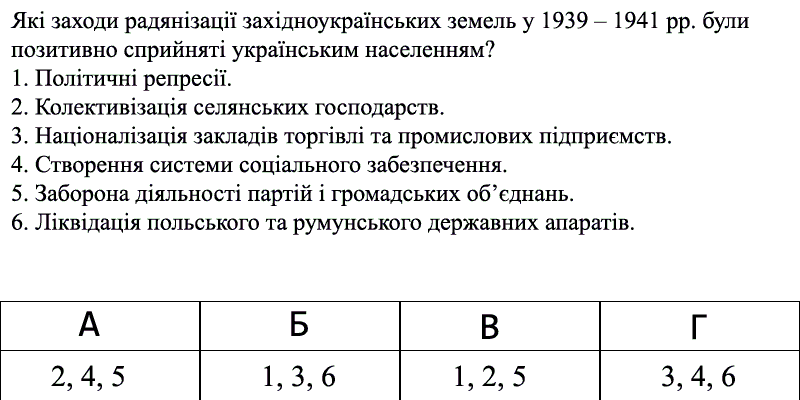 Які заходи радянізації західноукраїнських земель у 1939 – 1941 рр. були
позитивно сприйняті українським населенням?
1. Політичні репресії.
2. Колективізація селянських господарств.
3. Націоналізація закладів торгівлі та промислових підприємств.
4. Створення системи соціального забезпечення.
5. Заборона діяльності партій і громадських об’єднань.
6. Ліквідація польського та румунського державних апаратів.
А Б В Г
2, 4, 5 1, 3, 6 1, 2, 5 3, 4, 6